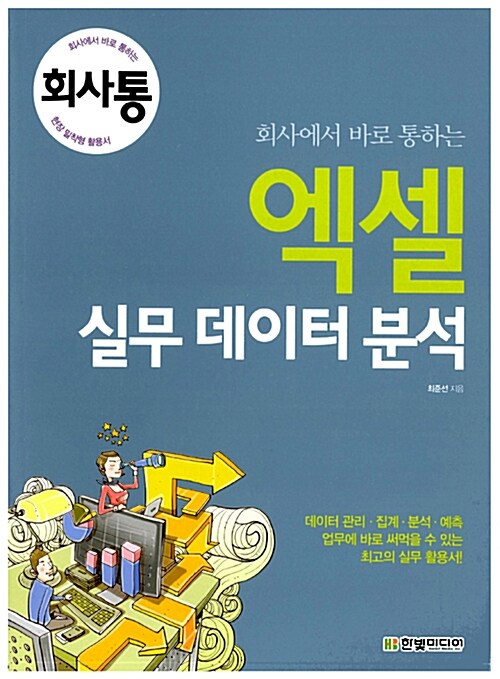 회사에서 바로 통하는
회사통
현장 밀착형 활용서
회사에서 바로 통하는
엑셀
실무 데이터 분석
최준선 지음
데이터 관리 · 집계 · 분석 · 예측
업무에 바로 써먹을 수 있는
최고의 실무 활용서!
HB 한빛미디어